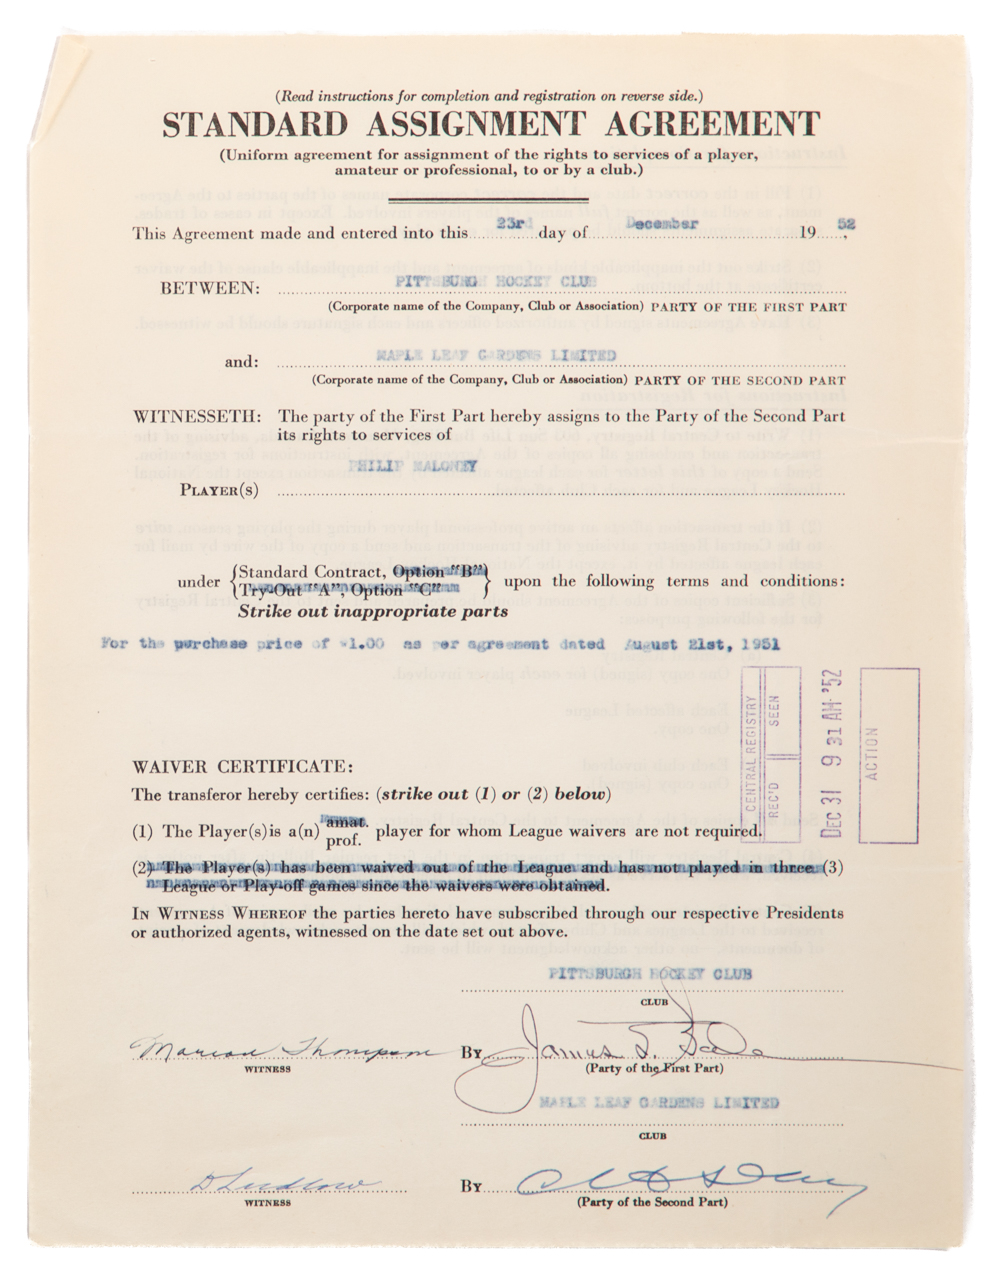 (Read instructions for completion and registration on reverse side.)
STANDARD ASSIGNMENT AGREEMENT
(Uniform agreement for assignment of the rights to services of a player,
amateur or professional, to or by a club.)
This Agreement made and entered into this 23rd day of December 19 52,
BETWEEN: PITTSBURGH HOCKEY CLUB
(Corporate name of the Company, Club or Association) PARTY OF THE FIRST PART
and: MAPLE LEAF GARDENS LIMITED
(Corporate name of the Company, Club or Association) PARTY OF THE SECOND PART
WITNESSETH: The party of the First Part hereby assigns to the Party of the Second Part
its rights to services of
PHILIP MALONEY
PLAYER(S)
under {Standard Contract, Option "B"} upon the following terms and conditions:
{Try-Out "A", Option "C"}
Strike out inappropriate parts
For the purchase price of $1.00 as per agreement dated August 21st, 1951
CENTRAL REGISTRY
REC'D SEEN
DEC 31 9 31 AM '52
ACTION
WAIVER CERTIFICATE:
The transferor hereby certifies: (strike out (1) or (2) below)
(1) The Player(s)is a(n) amat. prof. player for whom League waivers are not required.
(2) The Player(s) has been waived out of the League and has not played in three (3)
League or Play-off games since the waivers were obtained.
IN WITNESS WHEREOF the parties hereto have subscribed through our respective Presidents
or authorized agents, witnessed on the date set out above.
PITTSBURGH HOCKEY CLUB
CLUB
Marion Thompson By James S.
WITNESS (Party of the First Part)
MAPLE LEAF GARDENS LIMITED
CLUB
D Ludlow By
WITNESS (Party of the Second Part)